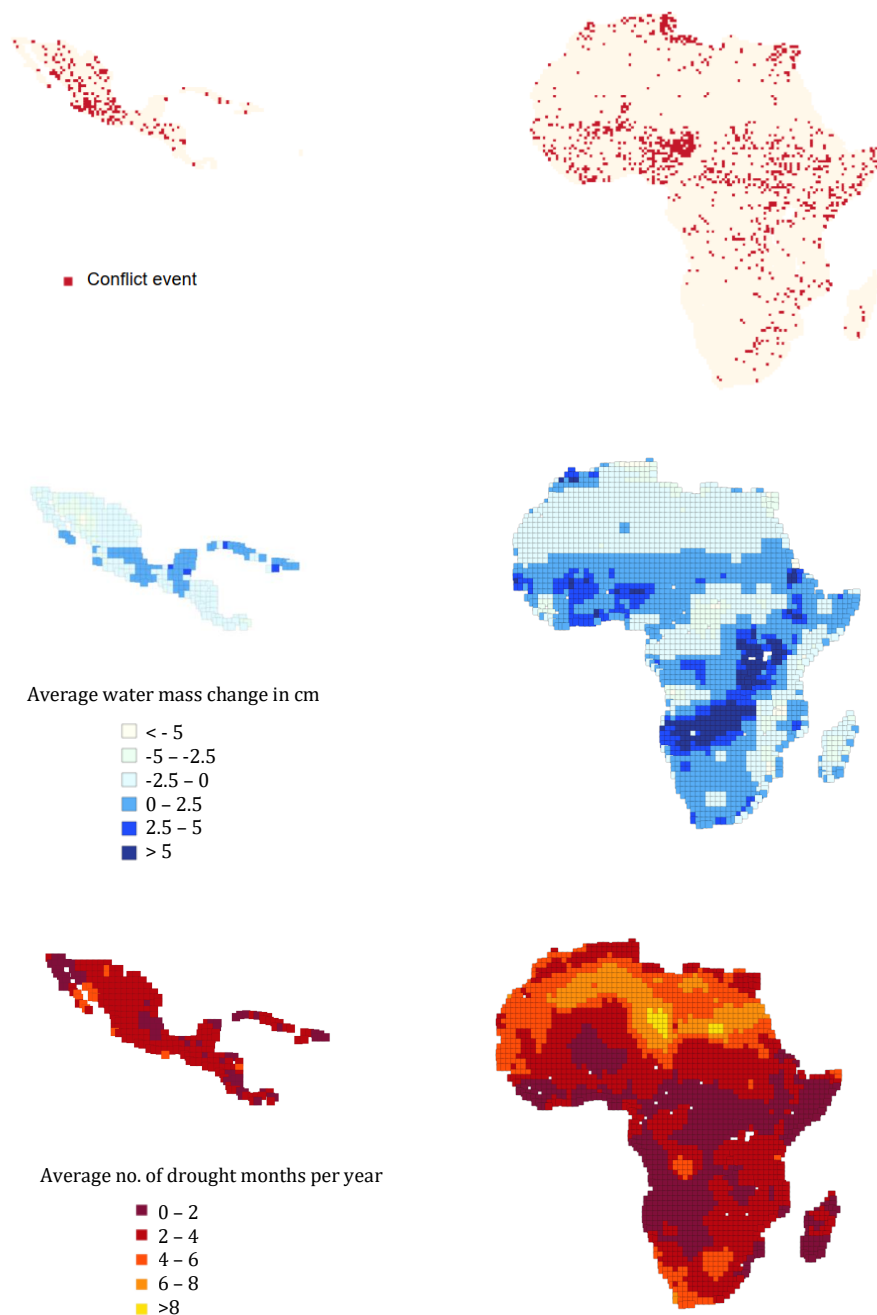 Conflict event
Average water mass change in cm
< - 5
-5 – -2.5
-2.5 – 0
0 – 2.5
2.5 – 5
> 5
Average no. of drought months per year
0 – 2
2 – 4
4 – 6
6 – 8
>8